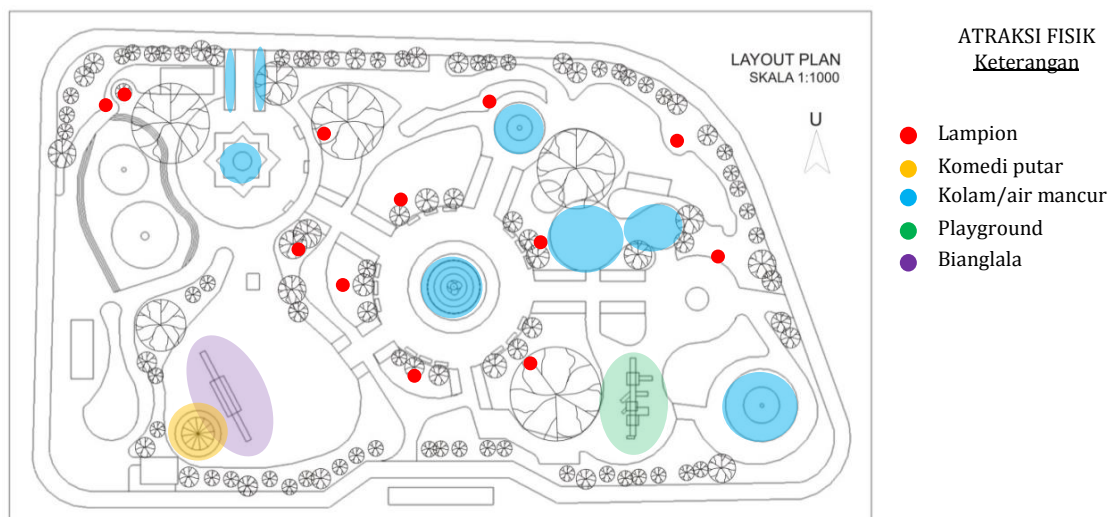 LAYOUT PLAN
SKALA 1:1000
U
ATRAKSI FISIK
Keterangan
Lampion
Komedi putar
Kolam/air mancur
Playground
Bianglala